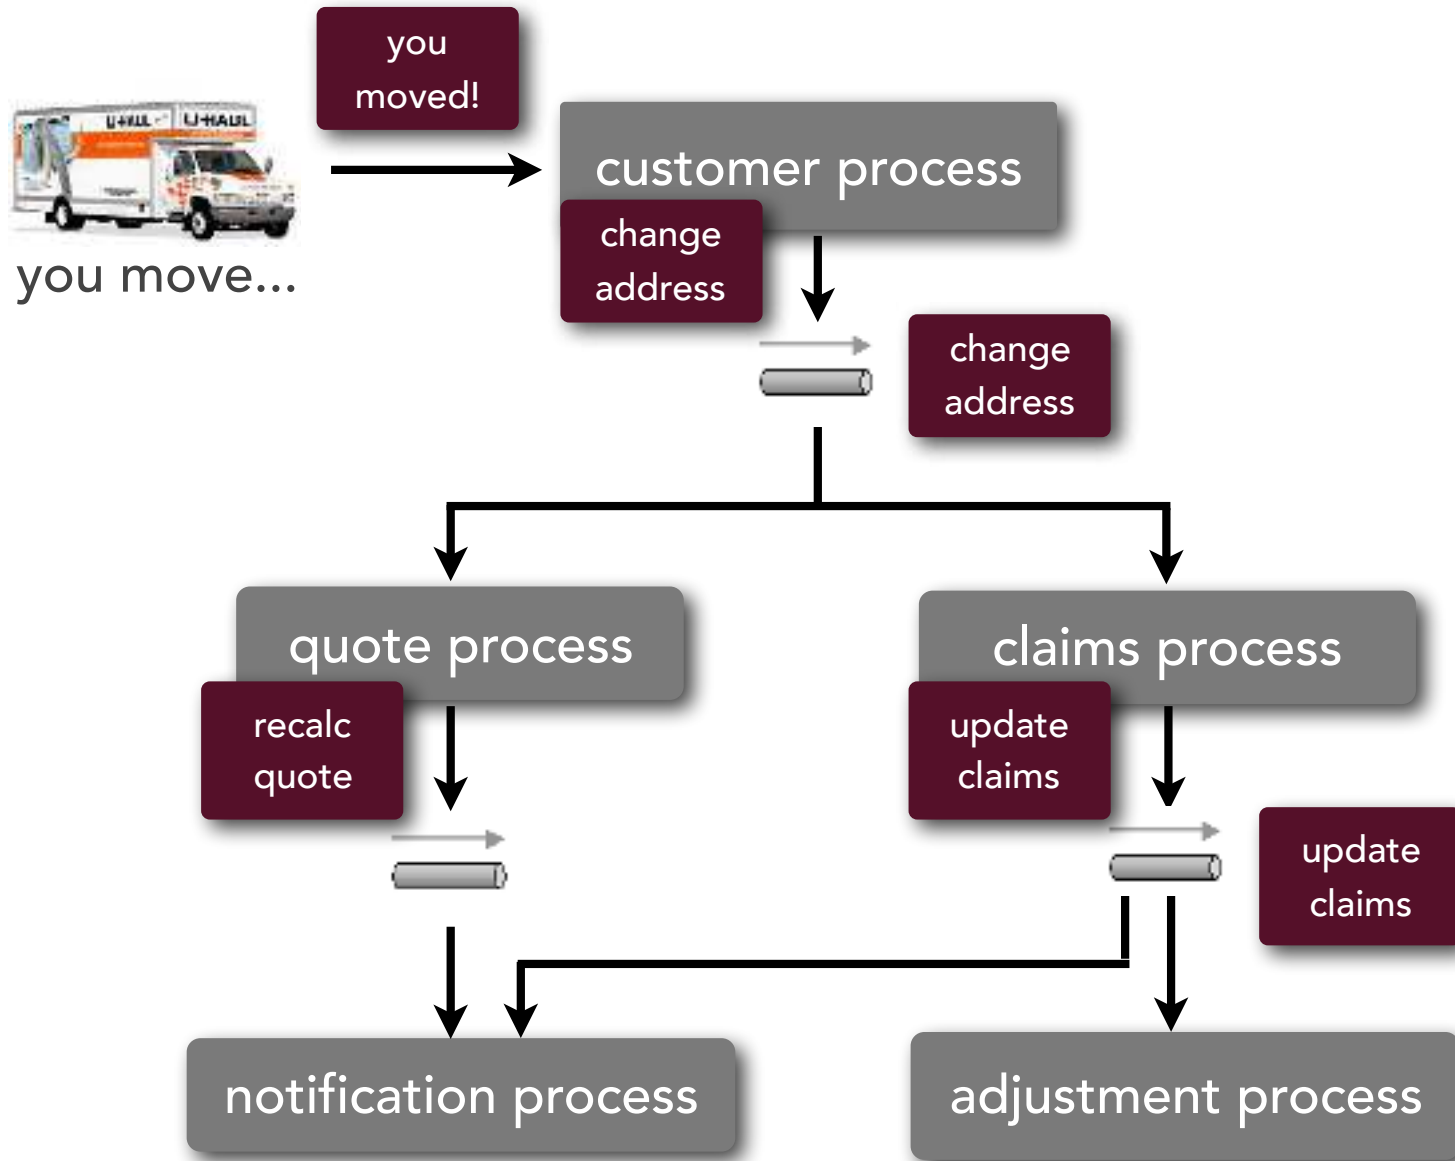 you
moved!
U-HAUL
U-HAUL
customer process
you move...
change
address
change
address
quote process
claims process
recalc
quote
update
claims
update
claims
notification process
adjustment process